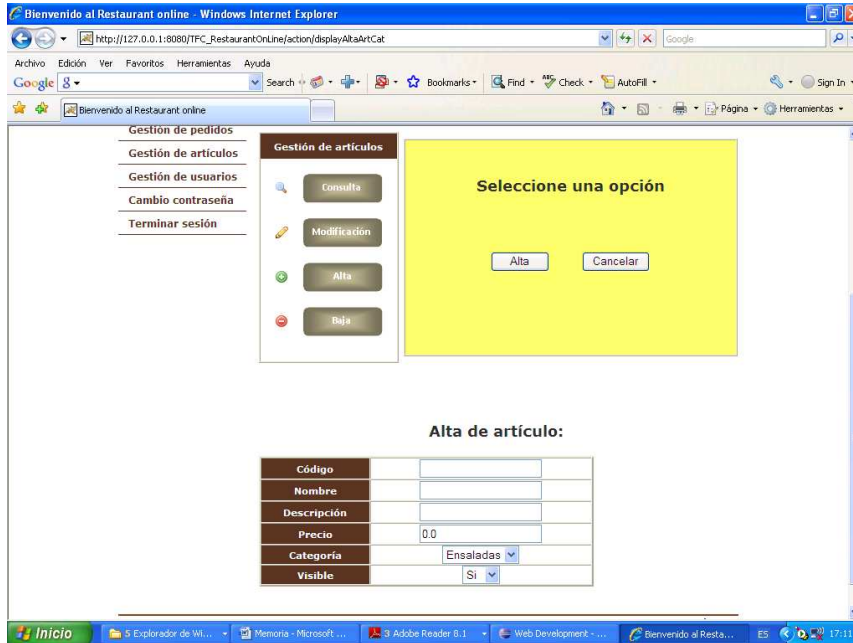 Bienvenido al Restaurant online - Windows Internet Explorer
http://127.0.0.1:8080/TFC_RestaurantOnLine/action/displayAltaArtCat
Google
Archivo Edición Ver Favoritos Herramientas Ayuda
Google Search Bookmarks Find Check AutoFill Sign In
Bienvenido al Restaurant online Página Herramientas
Gestión de pedidos
Gestión de artículos
Gestión de usuarios
Cambio contraseña
Terminar sesión
Gestión de artículos
Consulta
Modificación
Alta
Baja
Seleccione una opción
Alta Cancelar
Alta de artículo:
Código
Nombre
Descripción
Precio 0.0
Categoría Ensaladas
Visible Si
Inicio 5 Explorador de Wi... Memoria - Microsoft ... 3 Adobe Reader 8.1 Web Development - ... Bienvenido al Resta... ES 17:11